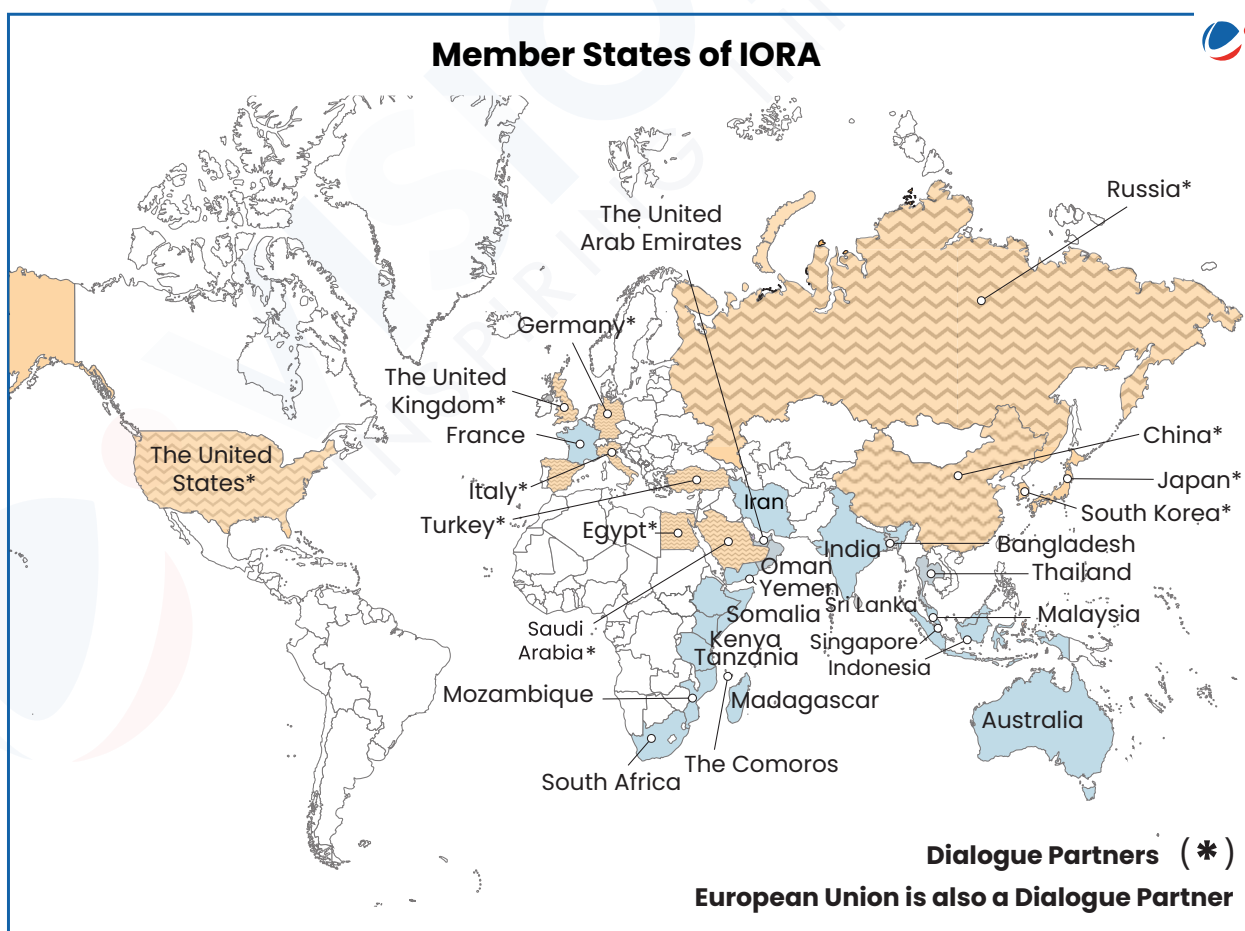 Member States of IORA
Russia*
The United
Arab Emirates
Germany*
The United
Kingdom*
France
China*
The United
States*
Italy*
Japan*
Iran
Turkey*
South Korea*
Egypt*
India
Bangladesh
Oman
Thailand
Yemen
Sri Lanka
Somalia
Malaysia
Saudi
Arabia*
Kenya
Singapore
Tanzania
Indonesia
Mozambique
Madagascar
Australia
The Comoros
South Africa
Dialogue Partners (*)
European Union is also a Dialogue Partner